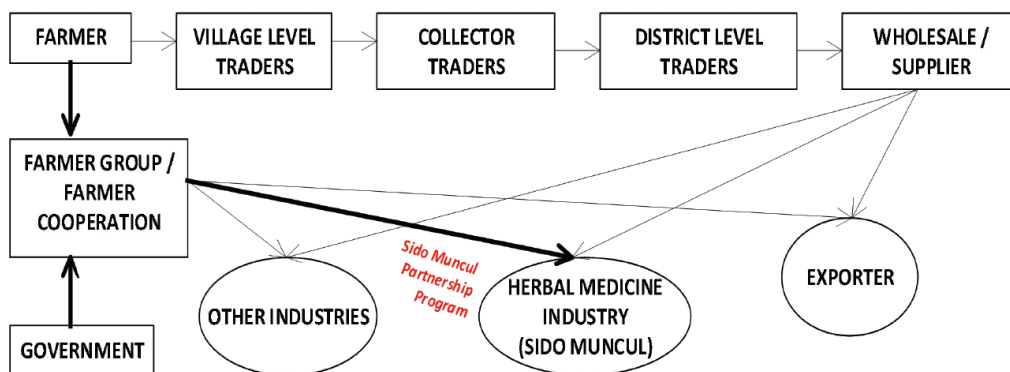 FARMER
VILLAGE LEVEL
TRADERS
COLLECTOR
TRADERS
DISTRICT LEVEL
TRADERS
WHOLESALE /
SUPPLIER
FARMER GROUP /
FARMER
COOPERATION
Sido Muncul
Partnership
Program
OTHER INDUSTRIES
HERBAL MEDICINE
INDUSTRY
(SIDO MUNCUL)
EXPORTER
GOVERNMENT